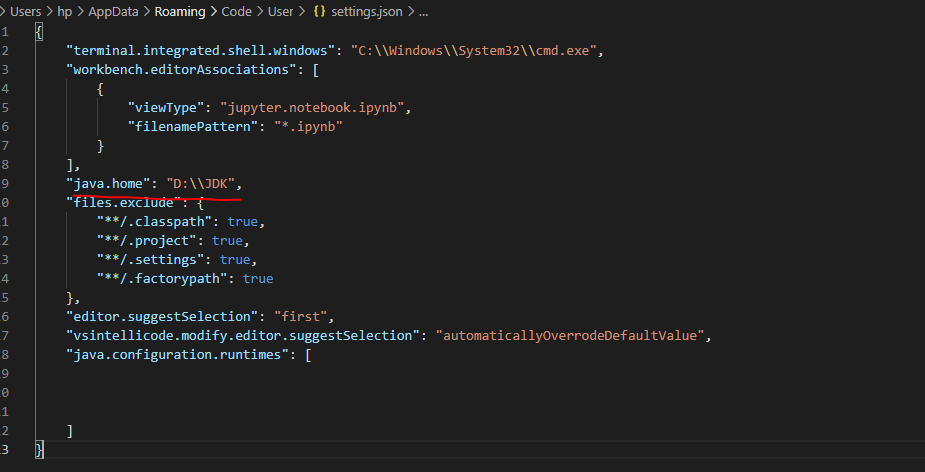 > Users > hp > AppData > Roaming > Code > User > {} settings.json > ...
1 {
2 "terminal.integrated.shell.windows": "C:\\Windows\\System32\\cmd.exe",
3 "workbench.editorAssociations": [
4 {
5 "viewType": "jupyter.notebook.ipynb",
6 "filenamePattern": "*.ipynb"
7 }
8 ],
9 "java.home": "D:\\JDK",
0 "files.exclude": {
1 "**/.classpath": true,
2 "**/.project": true,
3 "**/.settings": true,
4 "**/.factorypath": true
5 },
6 "editor.suggestSelection": "first",
7 "vsintellicode.modify.editor.suggestSelection": "automaticallyOverrodeDefaultValue",
8 "java.configuration.runtimes": [
9
0
1
2 ]
3 }